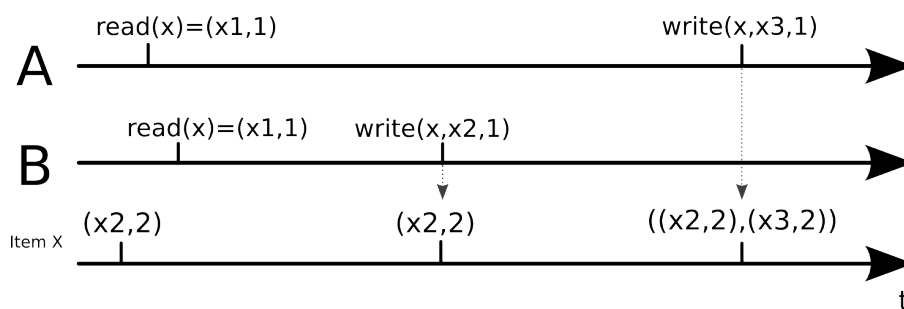 read(x)=(x1,1) write(x,x3,1)
A
read(x)=(x1,1) write(x,x2,1)
B
(x2,2) (x2,2) ((x2,2),(x3,2))
Item X
t